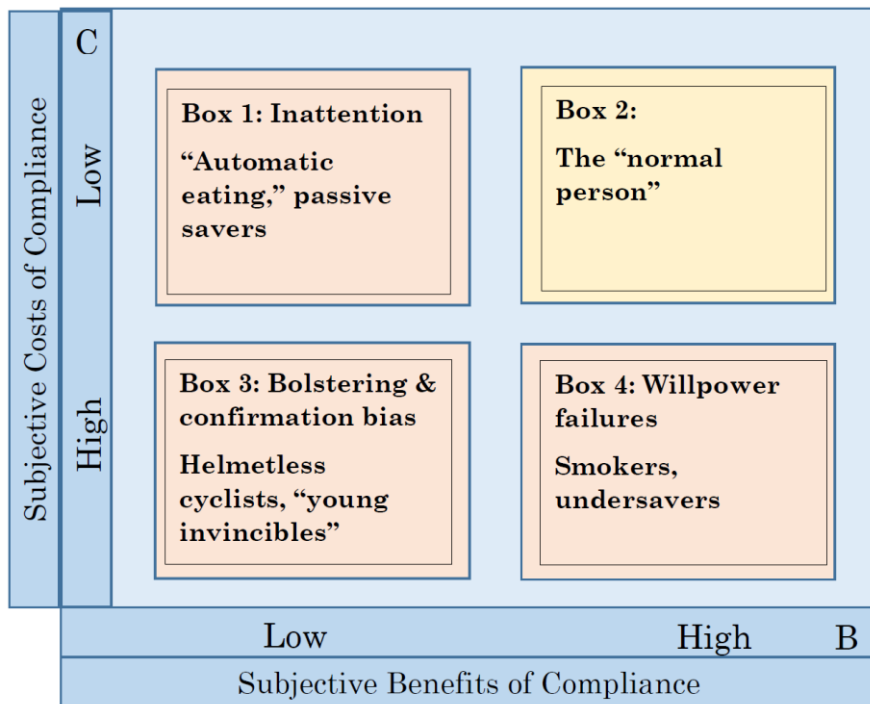 Subjective Costs of Compliance
C
Low
High
Box 1: Inattention
“Automatic
eating,” passive
savers
Box 2:
The “normal
person”
Box 3: Bolstering &
confirmation bias
Helmetless
cyclists, “young
invincibles”
Box 4: Willpower
failures
Smokers,
undersavers
Low
High
B
Subjective Benefits of Compliance